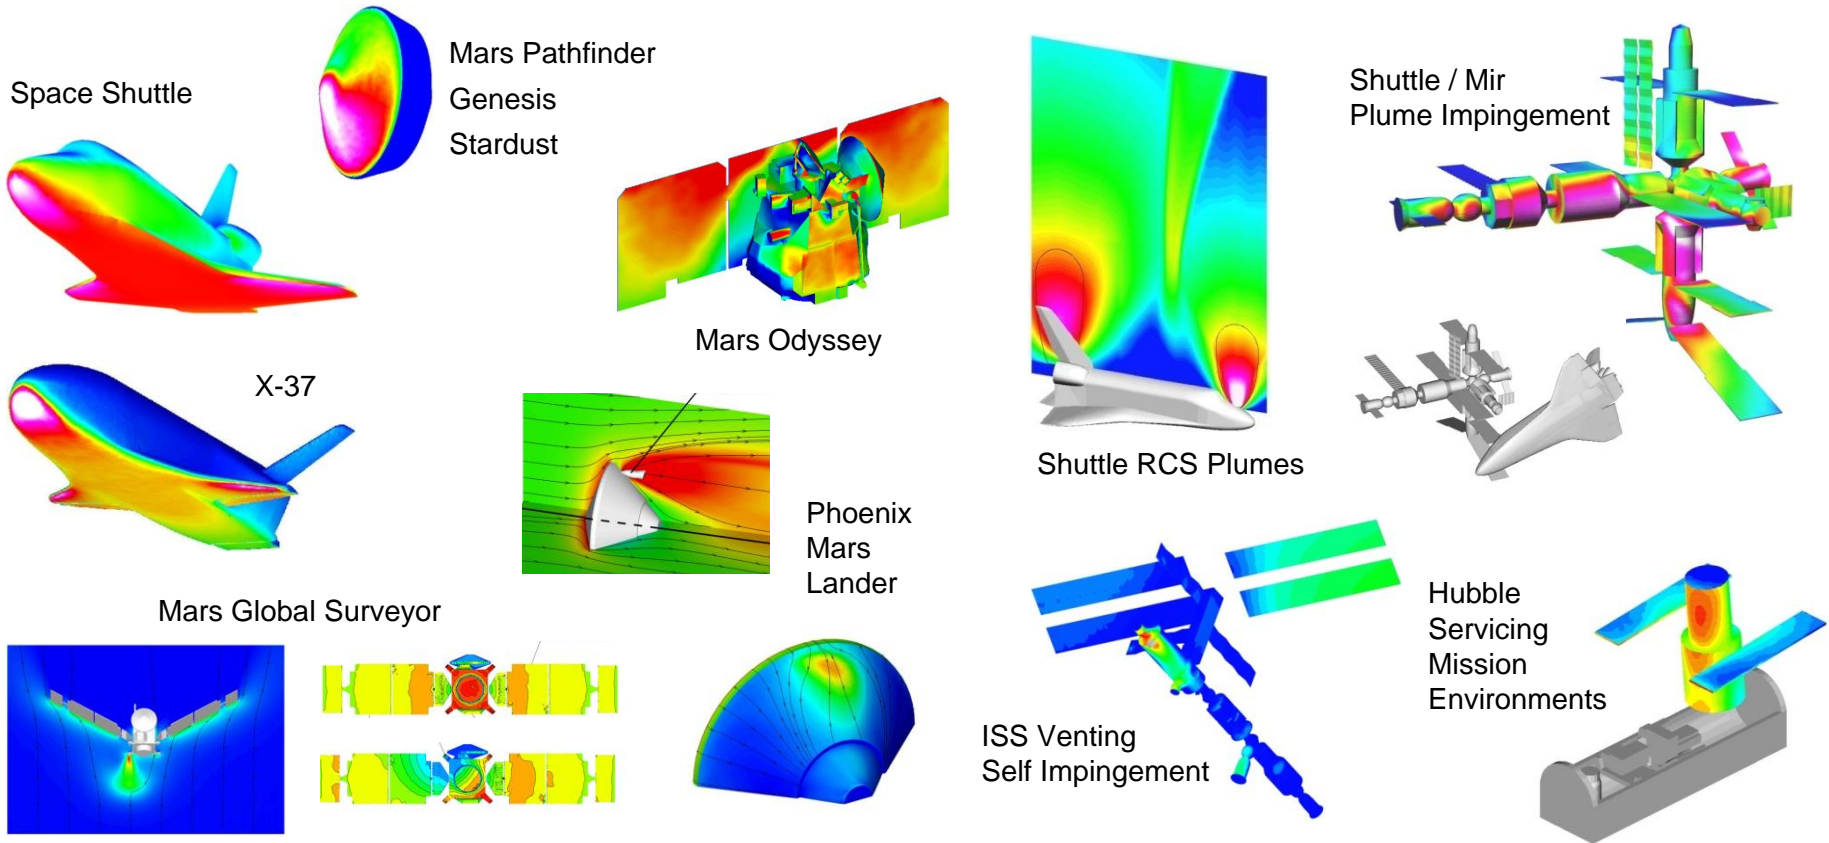 Space Shuttle
Mars Pathfinder
Genesis
Stardust
Mars Odyssey
X-37
Phoenix
Mars
Lander
Mars Global Surveyor
Shuttle / Mir
Plume Impingement
Shuttle RCS Plumes
ISS Venting
Self Impingement
Hubble
Servicing
Mission
Environments